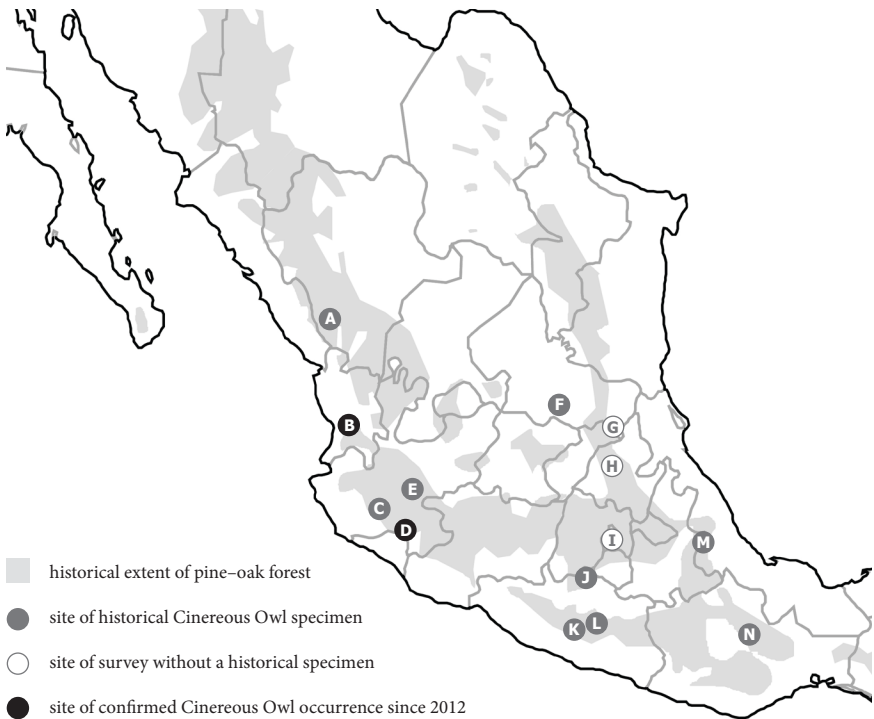 A
B
F
G
H
E
C
D
I
M
J
L
K
N
historical extent of pine–oak forest
site of historical Cinereous Owl specimen
site of survey without a historical specimen
site of confirmed Cinereous Owl occurrence since 2012